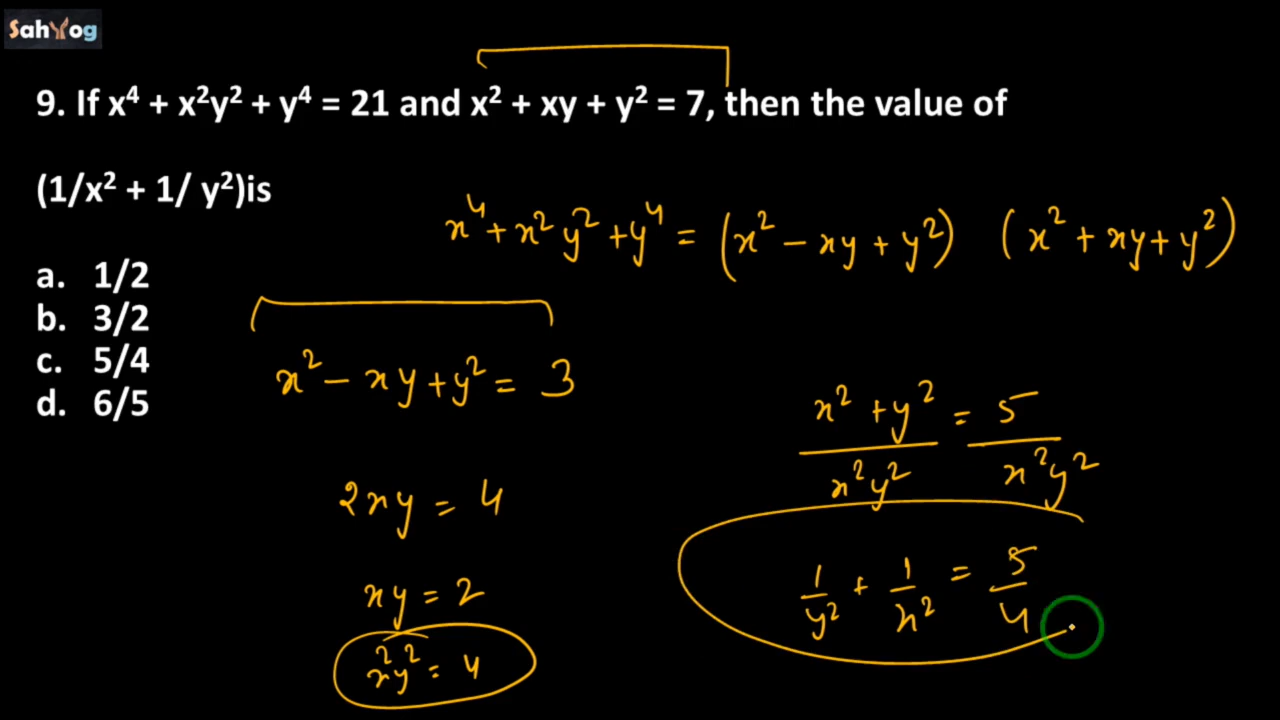 SahYog
9. If x⁴ + x²y² + y⁴ = 21 and x² + xy + y² = 7, then the value of
(1/x² + 1/ y²)is
x⁴ + x² y² + y⁴ = (x² - xy + y²) (x² + xy + y²)
a. 1/2
b. 3/2
c. 5/4
d. 6/5
x² - xy + y² = 3
2xy = 4
xy = 2
x²y² = 4
x² + y² / x²y² = 5 / x²y²
1/y² + 1/x² = 5/4